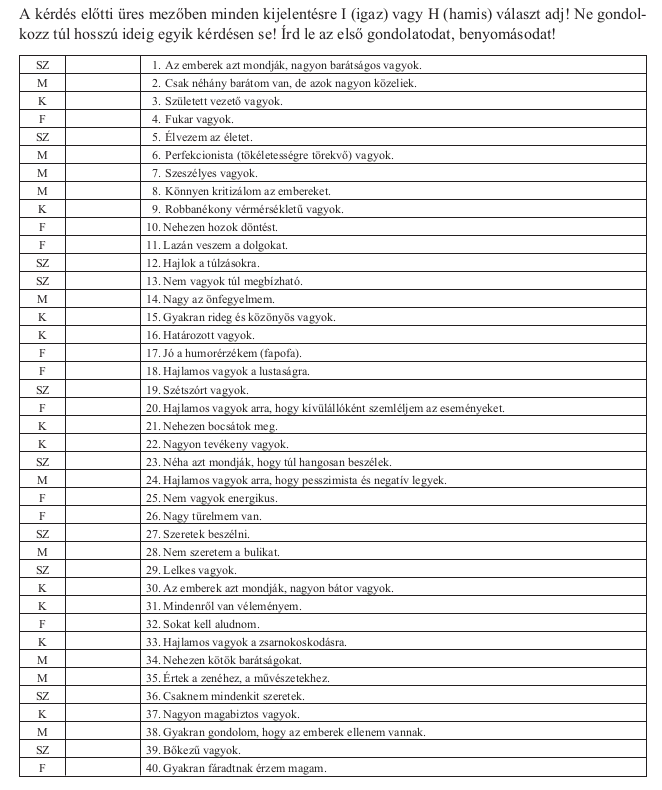 A kérdés előtti üres mezőben minden kijelentésre I (igaz) vagy H (hamis) választ adj! Ne gondol-
kozz túl hosszú ideig egyik kérdésen se! Írd le az első gondolatodat, benyomásodat!
SZ 1. Az emberek azt mondják, nagyon barátságos vagyok.
M 2. Csak néhány barátom van, de azok nagyon közeliek.
K 3. Született vezető vagyok.
F 4. Fukar vagyok.
SZ 5. Élvezem az életet.
M 6. Perfekcionista (tökéletességre törekvő) vagyok.
M 7. Szeszélyes vagyok.
M 8. Könnyen kritizálom az embereket.
K 9. Robbanékony vérmérsékletű vagyok.
F 10. Nehezen hozok döntést.
F 11. Lazán veszem a dolgokat.
SZ 12. Hajlok a túlzásokra.
SZ 13. Nem vagyok túl megbízható.
M 14. Nagy az önfegyelmem.
K 15. Gyakran rideg és közönyös vagyok.
K 16. Határozott vagyok.
F 17. Jó a humorérzékem (fapofa).
F 18. Hajlamos vagyok a lustaságra.
SZ 19. Szétszórt vagyok.
F 20. Hajlamos vagyok arra, hogy kívülállóként szemléljem az eseményeket.
K 21. Nehezen bocsátok meg.
K 22. Nagyon tevékeny vagyok.
SZ 23. Néha azt mondják, hogy túl hangosan beszélek.
M 24. Hajlamos vagyok arra, hogy pesszimista és negatív legyek.
F 25. Nem vagyok energikus.
F 26. Nagy türelmem van.
SZ 27. Szeretek beszélni.
M 28. Nem szeretem a bulikat.
SZ 29. Lelkes vagyok.
K 30. Az emberek azt mondják, nagyon bátor vagyok.
K 31. Mindenről van véleményem.
F 32. Sokat kell aludnom.
K 33. Hajlamos vagyok a zsarnokoskodásra.
M 34. Nehezen kötök barátságokat.
M 35. Értek a zenéhez, a művészetekhez.
SZ 36. Csaknem mindenkit szeretek.
K 37. Nagyon magabiztos vagyok.
M 38. Gyakran gondolom, hogy az emberek ellenem vannak.
SZ 39. Bőkezű vagyok.
F 40. Gyakran fáradtnak érzem magam.